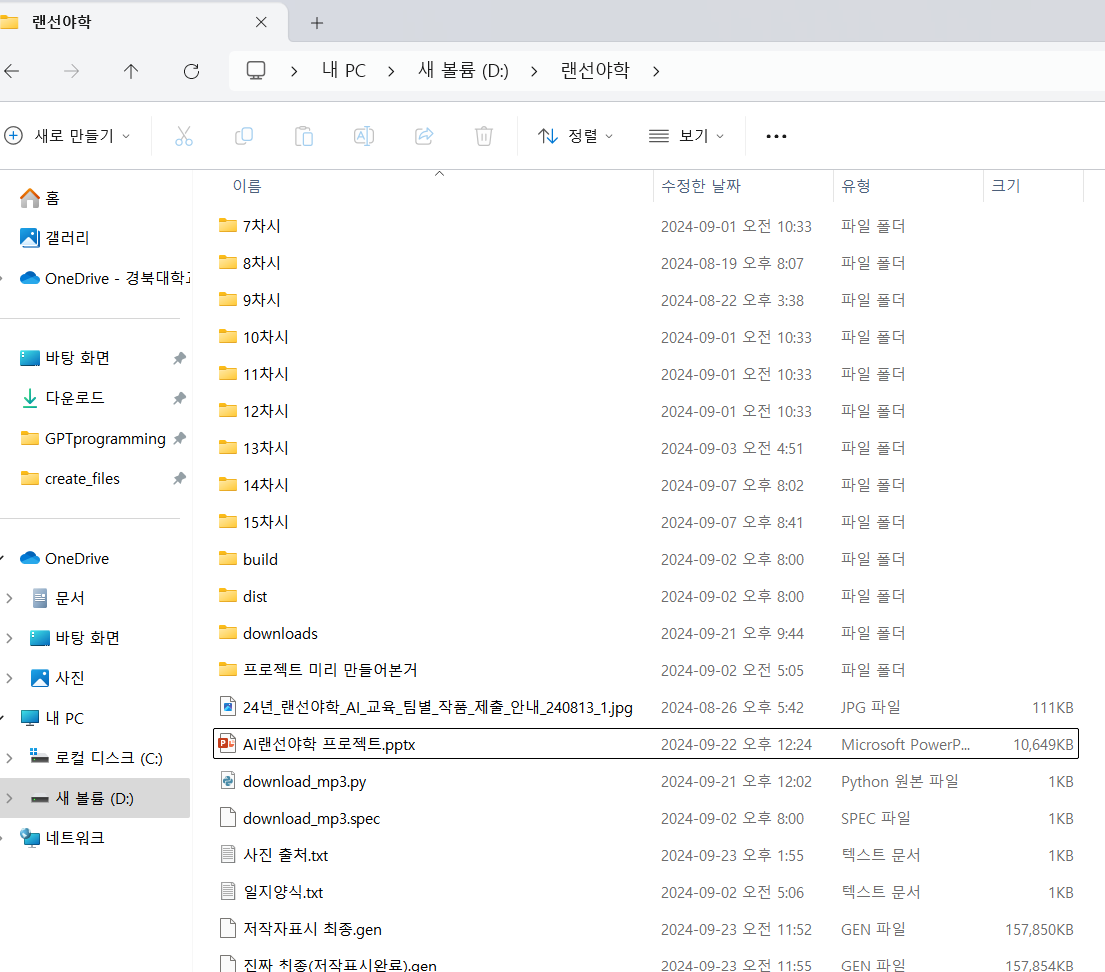 랜선야학
내 PC
새 볼륨 (D:)
랜선야학
새로 만들기
정렬
보기
이름 수정한 날짜 유형 크기
홈
갤러리
OneDrive - 경북대학교
바탕 화면
다운로드
GPTprogramming
create_files
OneDrive
문서
바탕 화면
사진
내 PC
로컬 디스크 (C:)
새 볼륨 (D:)
네트워크
7차시 2024-09-01 오전 10:33 파일 폴더
8차시 2024-08-19 오후 8:07 파일 폴더
9차시 2024-08-22 오후 3:38 파일 폴더
10차시 2024-09-01 오전 10:33 파일 폴더
11차시 2024-09-01 오전 10:33 파일 폴더
12차시 2024-09-01 오전 10:33 파일 폴더
13차시 2024-09-03 오전 4:51 파일 폴더
14차시 2024-09-07 오후 8:02 파일 폴더
15차시 2024-09-07 오후 8:41 파일 폴더
build 2024-09-02 오후 8:00 파일 폴더
dist 2024-09-02 오후 8:00 파일 폴더
downloads 2024-09-21 오후 9:44 파일 폴더
프로젝트 미리 만들어본거 2024-09-02 오전 5:05 파일 폴더
24년_랜선야학_AI_교육_팀별_작품_제출_안내_240813_1.jpg 2024-08-26 오전 5:42 JPG 파일 111KB
AI랜선야학 프로젝트.pptx 2024-09-22 오후 12:24 Microsoft PowerP... 10,649KB
download_mp3.py 2024-09-21 오후 12:02 Python 원본 파일 1KB
download_mp3.spec 2024-09-02 오후 8:00 SPEC 파일 1KB
사진 출처.txt 2024-09-23 오후 1:55 텍스트 문서 1KB
일지양식.txt 2024-09-02 오전 5:06 텍스트 문서 1KB
저작자표시 최종.gen 2024-09-23 오전 11:52 GEN 파일 157,850KB
진짜 최종(저작표시완료).gen 2024-09-23 오전 11:55 GEN 파일 157,854KB